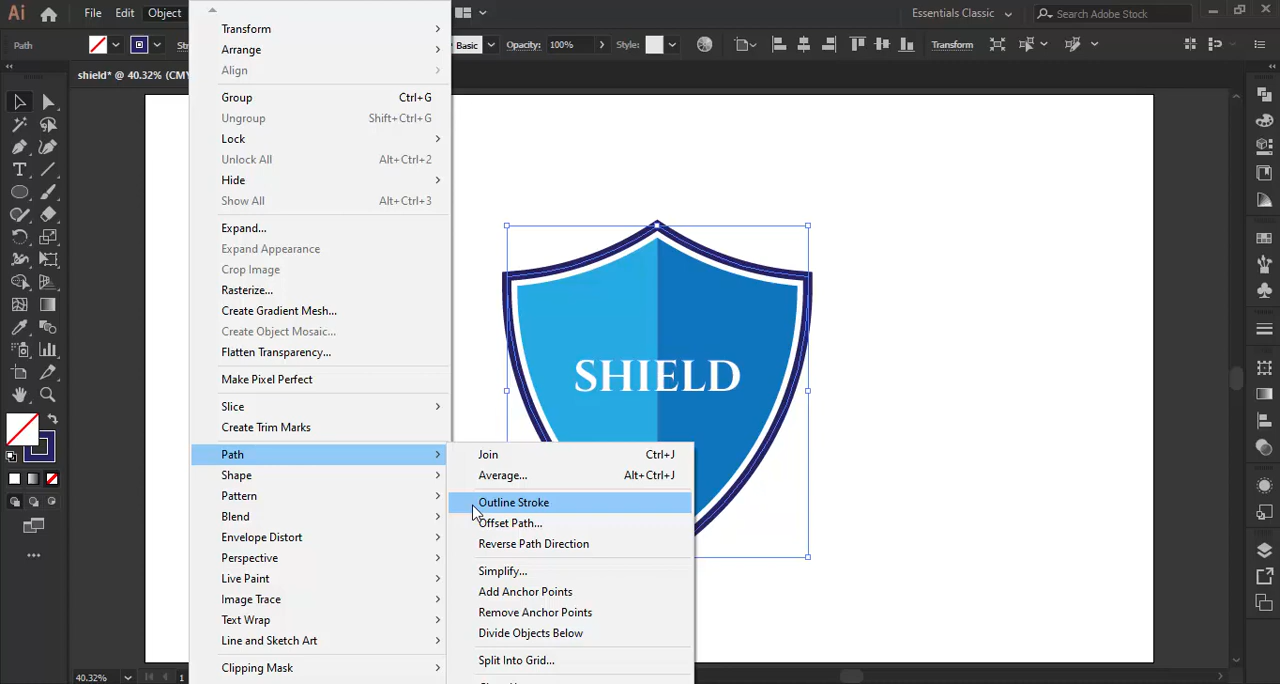 Ai File Edit Object Essentials Classic Search Adobe Stock
Path Basic Opacity: 100% Style: Transform
shield* @ 40.32% (CMY
Transform
Arrange
Align
Group Ctrl+G
Ungroup Shift+Ctrl+G
Lock
Unlock All Alt+Ctrl+2
Hide
Show All Alt+Ctrl+3
Expand...
Expand Appearance
Crop Image
Rasterize...
Create Gradient Mesh...
Create Object Mosaic...
Flatten Transparency...
Make Pixel Perfect
Slice
Create Trim Marks
Path
Shape
Pattern
Blend
Envelope Distort
Perspective
Live Paint
Image Trace
Text Wrap
Line and Sketch Art
Clipping Mask
Join Ctrl+J
Average... Alt+Ctrl+J
Outline Stroke
Offset Path...
Reverse Path Direction
Simplify...
Add Anchor Points
Remove Anchor Points
Divide Objects Below
Split Into Grid...
SHIELD
40.32% 1